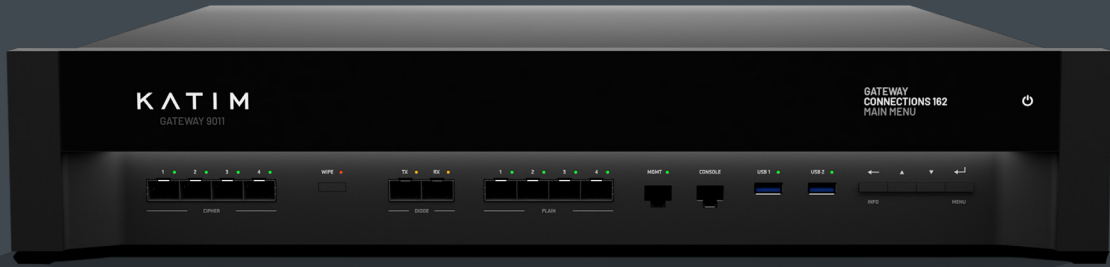 KATIM
GATEWAY 9011
GATEWAY
CONNECTIONS 162
MAIN MENU
1 2 3 4
CIPHER
WIPE
TX RX
DIODE
1 2 3 4
PLAIN
MGMT
CONSOLE
USB 1
USB 2
INFO
MENU